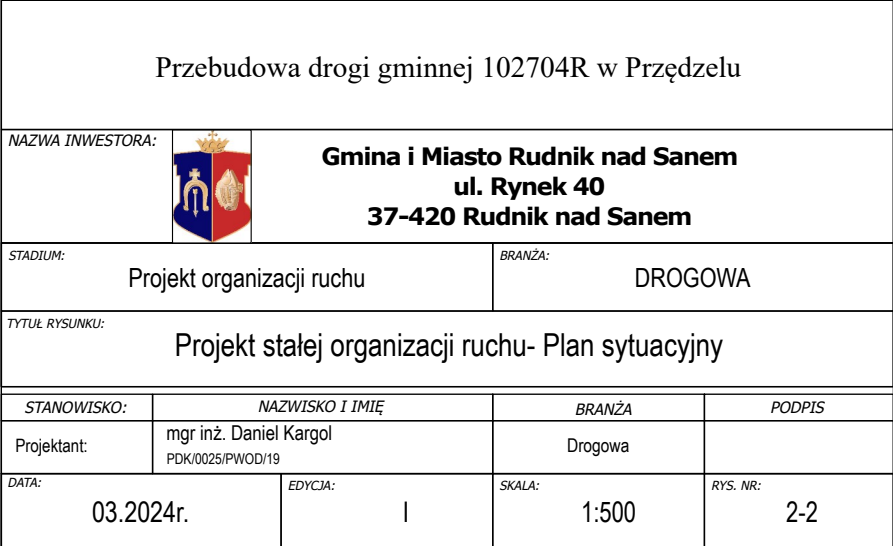 Przebudowa drogi gminnej 102704R w Przędzelu
NAZWA INWESTORA:
Gmina i Miasto Rudnik nad Sanem
ul. Rynek 40
37-420 Rudnik nad Sanem
STADIUM:
Projekt organizacji ruchu
BRANŻA:
DROGOWA
TYTUŁ RYSUNKU:
Projekt stałej organizacji ruchu- Plan sytuacyjny
STANOWISKO: NAZWISKO I IMIĘ BRANŻA PODPIS
Projektant: mgr inż. Daniel Kargol Drogowa
PDK/0025/PWOD/19
DATA: EDYCJA: SKALA: RYS. NR:
03.2024r. I 1:500 2-2